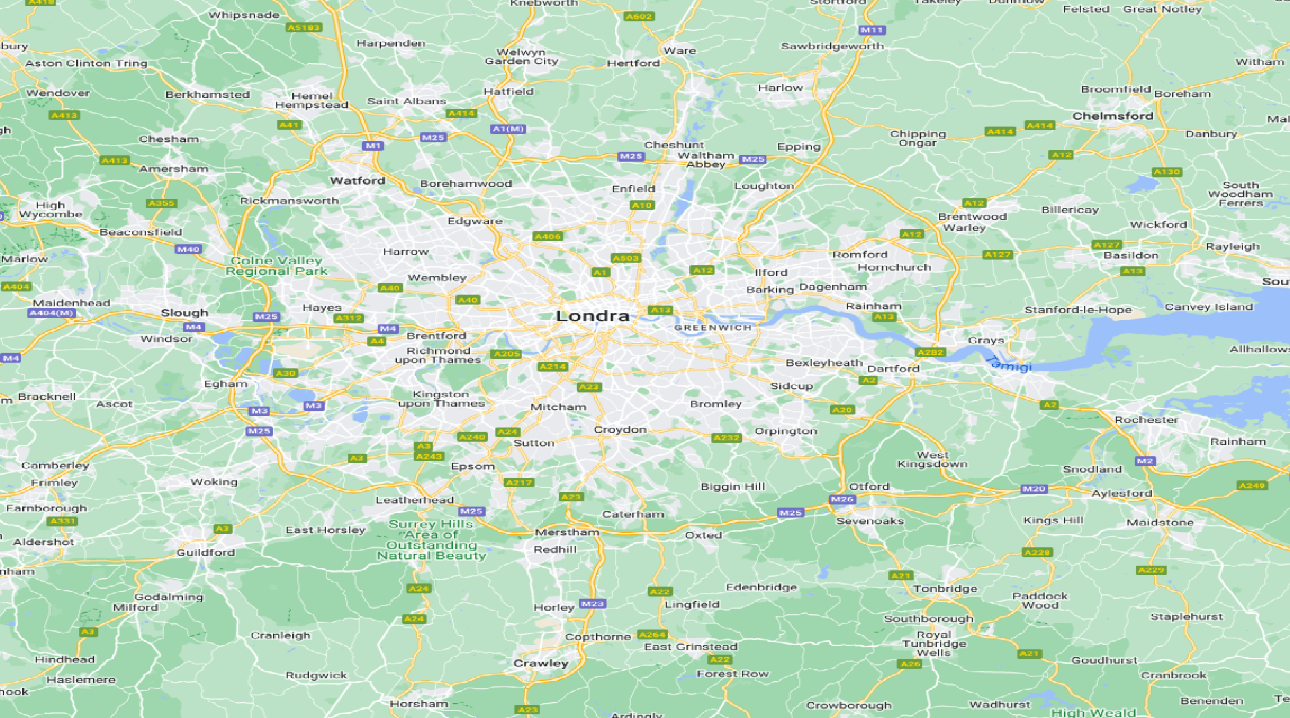 A418
Whipsnade
A5183
Knebworth
A602
Stortford
Takeley
Dunmow
Felsted
Great Notley
M11
Harpenden
Welwyn
Garden City
Ware
Sawbridgeworth
Aston Clinton
Tring
Hertford
Witham
Wendover
Berkhamsted
Hemel
Hempstead
Saint Albans
Hatfield
Harlow
Broomfield
Boreham
A413
A41
A414
A1(M)
Chelmsford
A414
A414
Chesham
M1
M25
Cheshunt
Epping
Chipping
Ongar
Danbury
A413
Amersham
M25
Waltham
Abbey
M25
A12
A130
Watford
Borehamwood
Enfield
Loughton
South
Woodham
Ferrers
High
Wycombe
A355
Rickmansworth
A10
A12
Brentwood
Warley
Billericay
Beaconsfield
Edgware
Wickford
M40
A406
A12
A127
Rayleigh
Marlow
Colne Valley
Regional Park
Harrow
A503
Romford
A127
Basildon
A404
Wembley
A1
A12
Ilford
Hornchurch
A13
A40
Barking
Dagenham
Maidenhead
A404(M)
Slough
Hayes
A40
Londra
A13
Rainham
Canvey Island
M25
A312
A13
Stanford-le-Hope
M4
M4
GREENWICH
Windsor
A4
Brentford
Grays
M4
Richmond
upon Thames
A205
A282
Allhallows
A214
Bexleyheath
Tamigi
Dartford
A30
Egham
A23
Sidcup
A2
Bracknell
Ascot
Kingston
upon Thames
Mitcham
Bromley
A2
M3
M3
A20
M25
Croydon
Orpington
Rochester
A240
A24
A232
Rainham
A3
A243
Sutton
A3
Camberley
Epsom
West
Kingsdown
M2
Frimley
Woking
A217
Biggin Hill
Otford
Snodland
Farnborough
Leatherhead
A23
M26
M20
Aylesford
A249
A331
M25
Caterham
M25
Sevenoaks
Kings Hill
Maidstone
A3
East Horsley
Surrey Hills
Area of
Outstanding
Natural Beauty
Merstham
Oxted
Aldershot
Guildford
Redhill
A228
A229
A21
Edenbridge
Tonbridge
Godalming
Milford
A24
A22
Paddock
Wood
Horley
M23
Lingfield
A24
Southborough
Staplehurst
A3
Cranleigh
Copthorne
A264
East Grinstead
Royal
Tunbridge
Wells
Hindhead
Crawley
A22
A26
A21
Goudhurst
Haslemere
Rudgwick
Forest Row
Cranbrook
Horsham
A23
Ardingly
Crowborough
Wadhurst
High Weald
Benenden